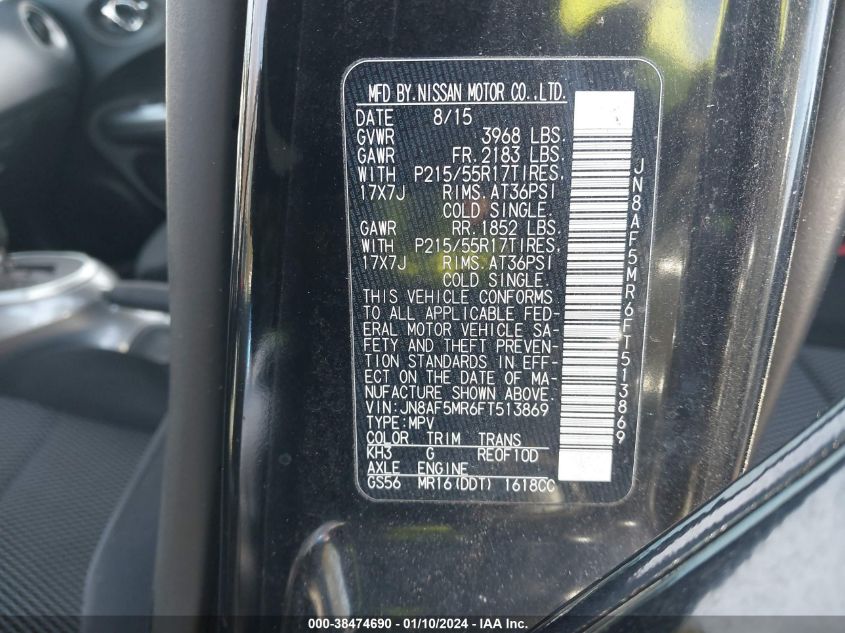 MFD BY.NISSAN MOTOR CO.,LTD.
DATE 8/15
GVWR 3968 LBS.
GAWR FR. 2183 LBS.
WITH P215/55R17TIRES,
17X7J RIMS.AT36PSI
COLD SINGLE.
GAWR RR. 1852 LBS.
WITH P215/55R17TIRES,
17X7J RIMS.AT36PSI
COLD SINGLE.
THIS VEHICLE CONFORMS
TO ALL APPLICABLE FED-
ERAL MOTOR VEHICLE SA-
FETY AND THEFT PREVEN-
TION STANDARDS IN EFF-
ECT ON THE DATE OF MA-
NUFACTURE SHOWN ABOVE.
VIN:JN8AF5MR6FT513869
TYPE:MPV
COLOR TRIM TRANS
KH3 G RE0F10D
AXLE ENGINE
GS56 MR16(DDT) 1618CC
JN8AF5MR6FT513869
000-38474690 - 01/10/2024 - IAA Inc.